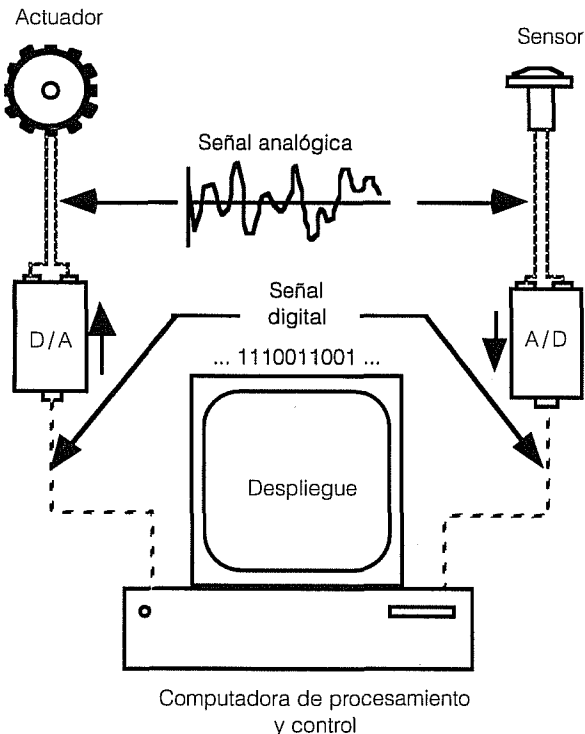 Actuador
Sensor
Señal analógica
Señal
digital
D/A
A/D
... 1110011001 ...
Despliegue
Computadora de procesamiento
y control